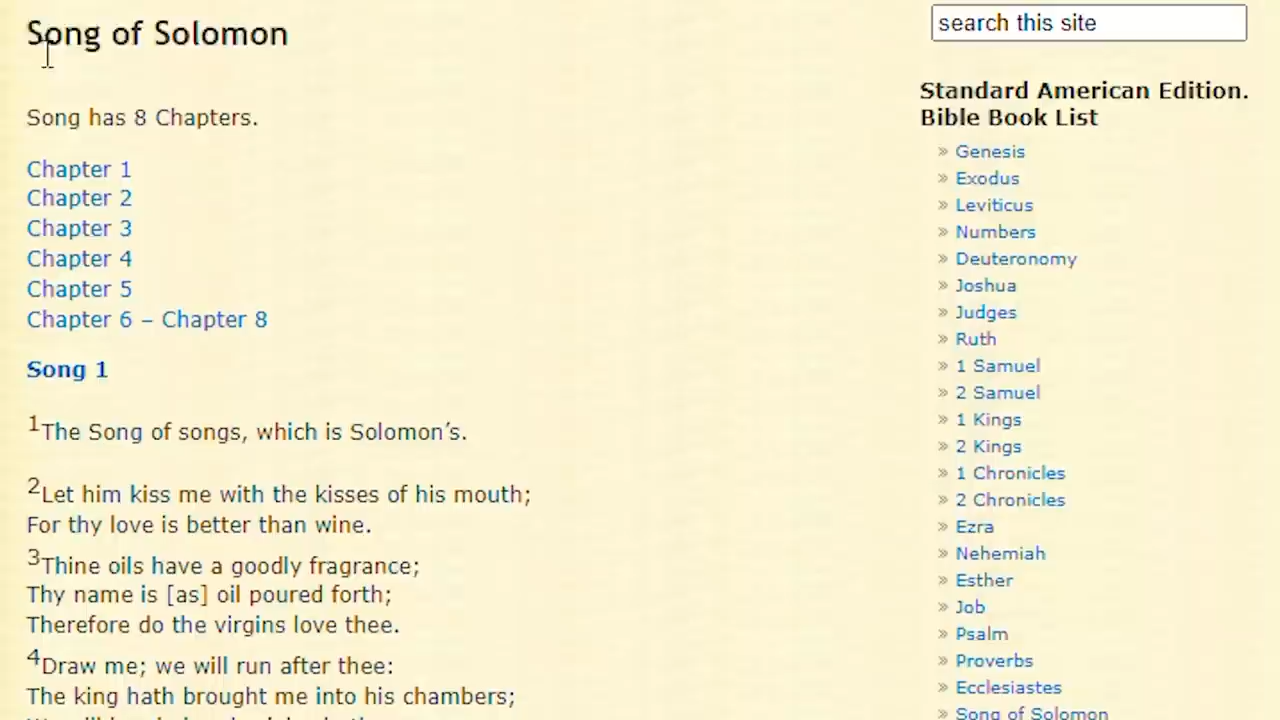 Song of Solomon
Song has 8 Chapters.
Chapter 1
Chapter 2
Chapter 3
Chapter 4
Chapter 5
Chapter 6 – Chapter 8
Song 1
1The Song of songs, which is Solomon’s.
2Let him kiss me with the kisses of his mouth;
For thy love is better than wine.
3Thine oils have a goodly fragrance;
Thy name is [as] oil poured forth;
Therefore do the virgins love thee.
4Draw me; we will run after thee:
The king hath brought me into his chambers;
search this site
Standard American Edition.
Bible Book List
» Genesis
» Exodus
» Leviticus
» Numbers
» Deuteronomy
» Joshua
» Judges
» Ruth
» 1 Samuel
» 2 Samuel
» 1 Kings
» 2 Kings
» 1 Chronicles
» 2 Chronicles
» Ezra
» Nehemiah
» Esther
» Job
» Psalm
» Proverbs
» Ecclesiastes
» Song of Solomon